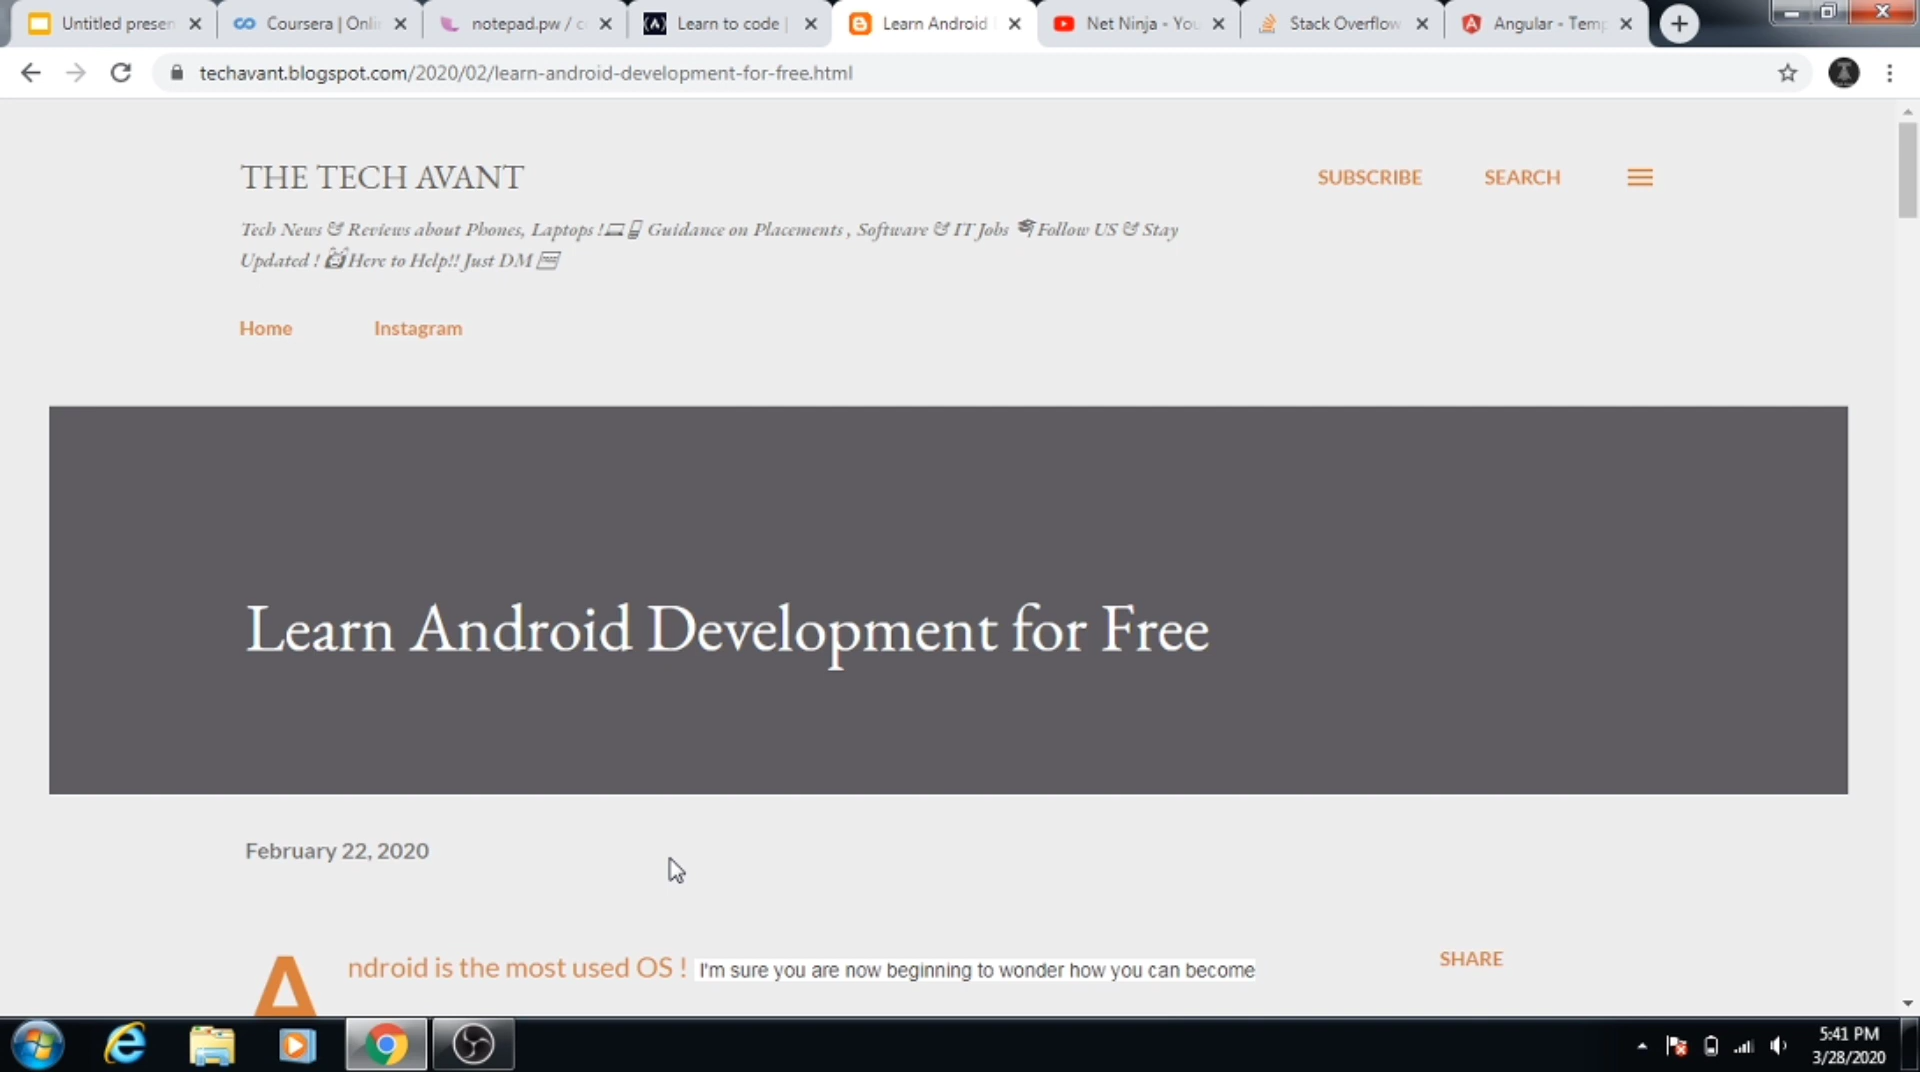 Untitled presen
Coursera | Onli
notepad.pw / c
Learn to code |
Learn Android
Net Ninja - You
Stack Overflow
Angular - Temp
techavant.blogspot.com/2020/02/learn-android-development-for-free.html
THE TECH AVANT
SUBSCRIBE
SEARCH
Tech News & Reviews about Phones, Laptops ! Guidance on Placements , Software & IT Jobs Follow US & Stay
Updated ! Here to Help!! Just DM
Home
Instagram
Learn Android Development for Free
February 22, 2020
Android is the most used OS ! I'm sure you are now beginning to wonder how you can become
SHARE
5:41 PM
3/28/2020